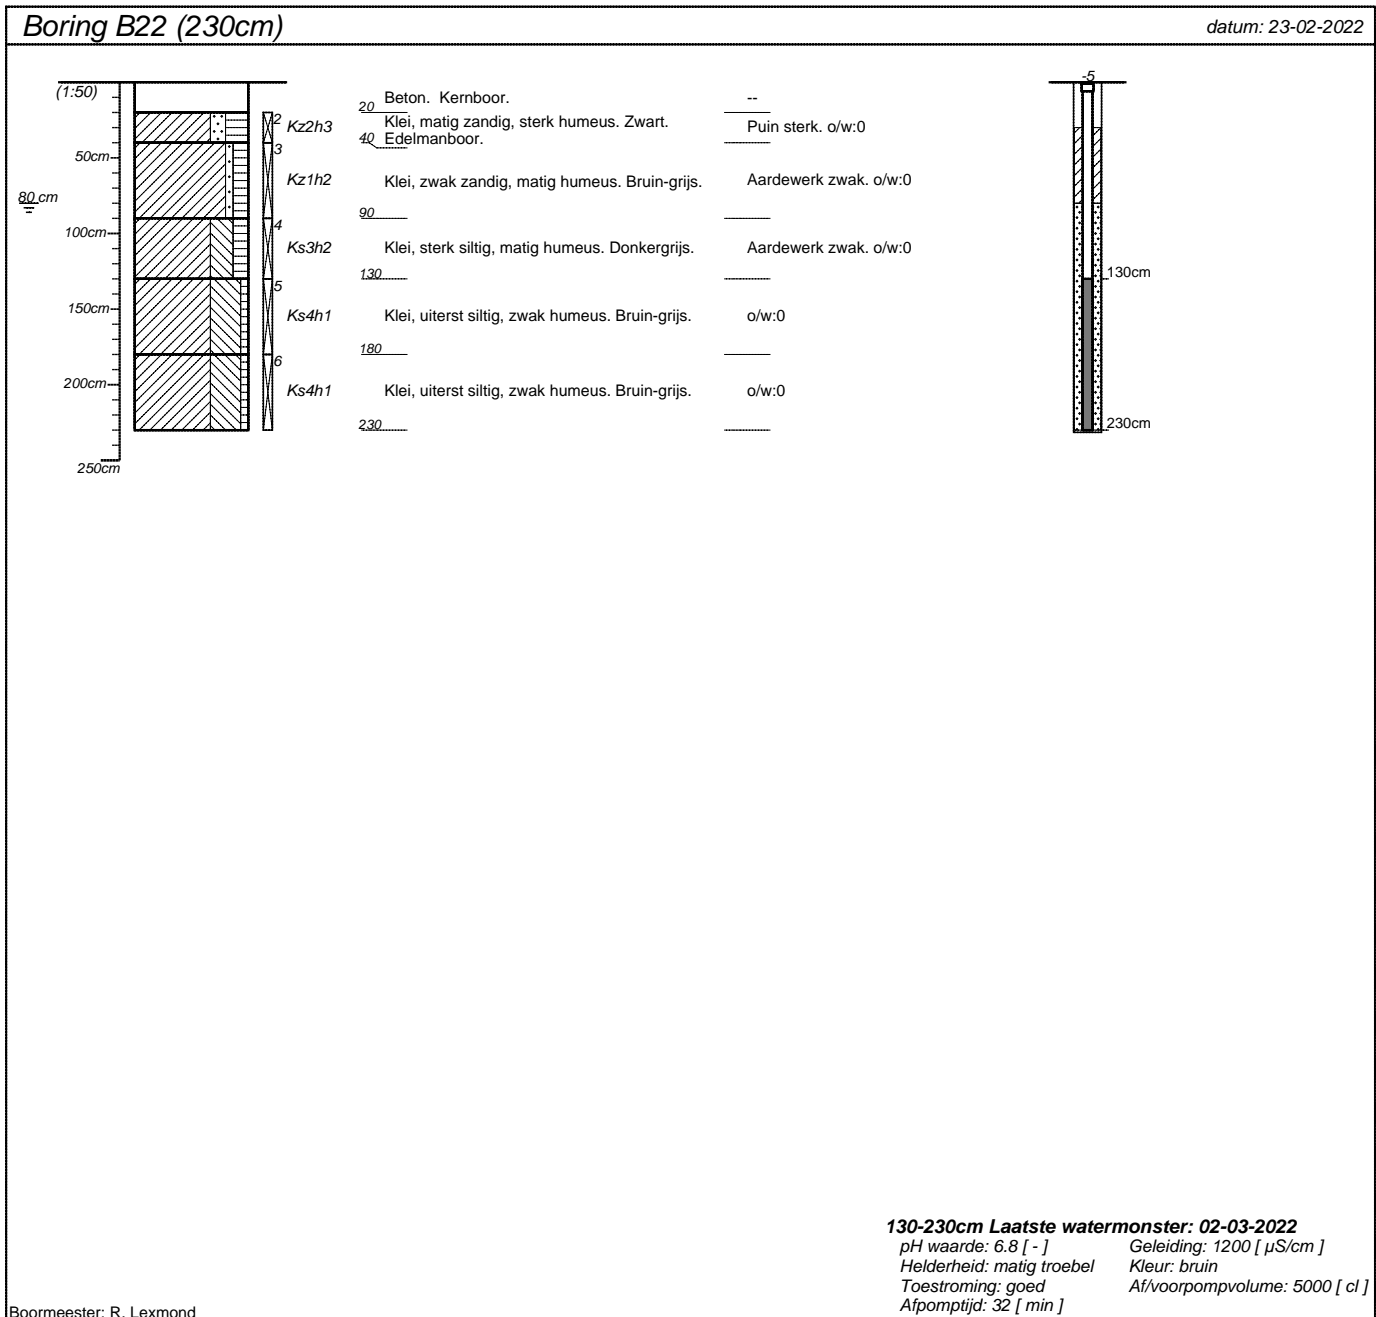 Boring B22 (230cm)
datum: 23-02-2022
(1:50)
-5
Beton. Kernboor.
--
20
2
Kz2h3
Klei, matig zandig, sterk humeus. Zwart.
Edelmanboor.
Puin sterk. o/w:0
40
3
50cm
Kz1h2
Klei, zwak zandig, matig humeus. Bruin-grijs.
Aardewerk zwak. o/w:0
80 cm
90
4
100cm
Ks3h2
Klei, sterk siltig, matig humeus. Donkergrijs.
Aardewerk zwak. o/w:0
130
130cm
5
150cm
Ks4h1
Klei, uiterst siltig, zwak humeus. Bruin-grijs.
o/w:0
180
6
200cm
Ks4h1
Klei, uiterst siltig, zwak humeus. Bruin-grijs.
o/w:0
230
230cm
250cm
130-230cm Laatste watermonster: 02-03-2022
pH waarde: 6.8 [ - ] Geleiding: 1200 [ µS/cm ]
Helderheid: matig troebel Kleur: bruin
Toestroming: goed Af/voorpompvolume: 5000 [ cl ]
Afpomptijd: 32 [ min ]
Boormeester: R. Lexmond